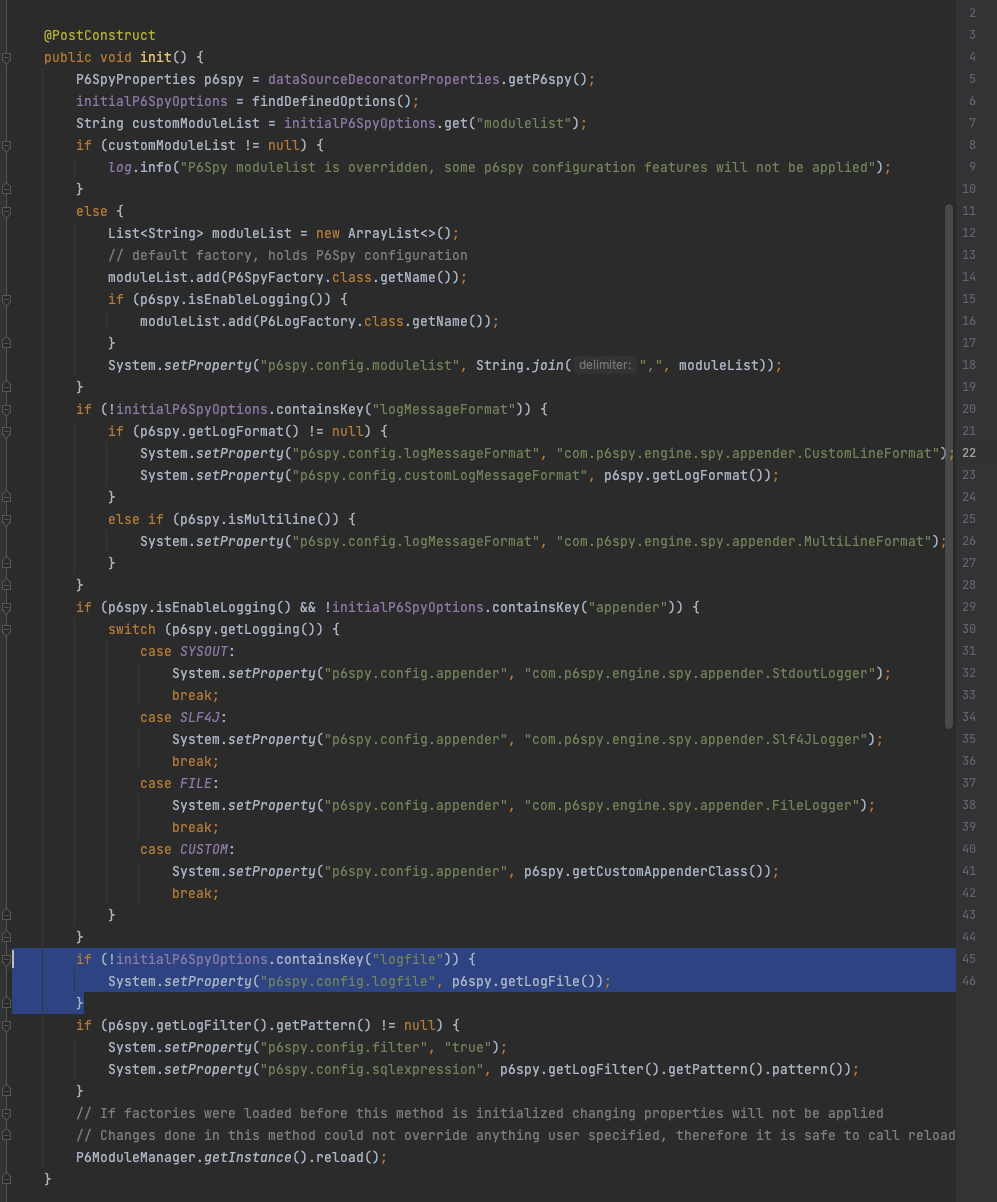 @PostConstruct
public void init() {
P6SpyProperties p6spy = dataSourceDecoratorProperties.getP6spy();
initialP6SpyOptions = findDefinedOptions();
String customModuleList = initialP6SpyOptions.get("modulelist");
if (customModuleList != null) {
log.info("P6Spy modulelist is overridden, some p6spy configuration features will not be applied");
}
else {
List<String> moduleList = new ArrayList<>();
// default factory, holds P6Spy configuration
moduleList.add(P6SpyFactory.class.getName());
if (p6spy.isEnableLogging()) {
moduleList.add(P6LogFactory.class.getName());
}
System.setProperty("p6spy.config.modulelist", String.join( delimiter: ",", moduleList));
}
if (!initialP6SpyOptions.containsKey("logMessageFormat")) {
if (p6spy.getLogFormat() != null) {
System.setProperty("p6spy.config.logMessageFormat", "com.p6spy.engine.spy.appender.CustomLineFormat");
System.setProperty("p6spy.config.customLogMessageFormat", p6spy.getLogFormat());
}
else if (p6spy.isMultiline()) {
System.setProperty("p6spy.config.logMessageFormat", "com.p6spy.engine.spy.appender.MultiLineFormat");
}
}
if (p6spy.isEnableLogging() && !initialP6SpyOptions.containsKey("appender")) {
switch (p6spy.getLogging()) {
case SYSOUT:
System.setProperty("p6spy.config.appender", "com.p6spy.engine.spy.appender.StdoutLogger");
break;
case SLF4J:
System.setProperty("p6spy.config.appender", "com.p6spy.engine.spy.appender.Slf4JLogger");
break;
case FILE:
System.setProperty("p6spy.config.appender", "com.p6spy.engine.spy.appender.FileLogger");
break;
case CUSTOM:
System.setProperty("p6spy.config.appender", p6spy.getCustomAppenderClass());
break;
}
}
if (!initialP6SpyOptions.containsKey("logfile")) {
System.setProperty("p6spy.config.logfile", p6spy.getLogFile());
}
if (p6spy.getLogFilter().getPattern() != null) {
System.setProperty("p6spy.config.filter", "true");
System.setProperty("p6spy.config.sqlexpression", p6spy.getLogFilter().getPattern().pattern());
}
// If factories were loaded before this method is initialized changing properties will not be applied
// Changes done in this method could not override anything user specified, therefore it is safe to call reload
P6ModuleManager.getInstance().reload();
}
2
3
4
5
6
7
8
9
10
11
12
13
14
15
16
17
18
19
20
21
22
23
24
25
26
27
28
29
30
31
32
33
34
35
36
37
38
39
40
41
42
43
44
45
46